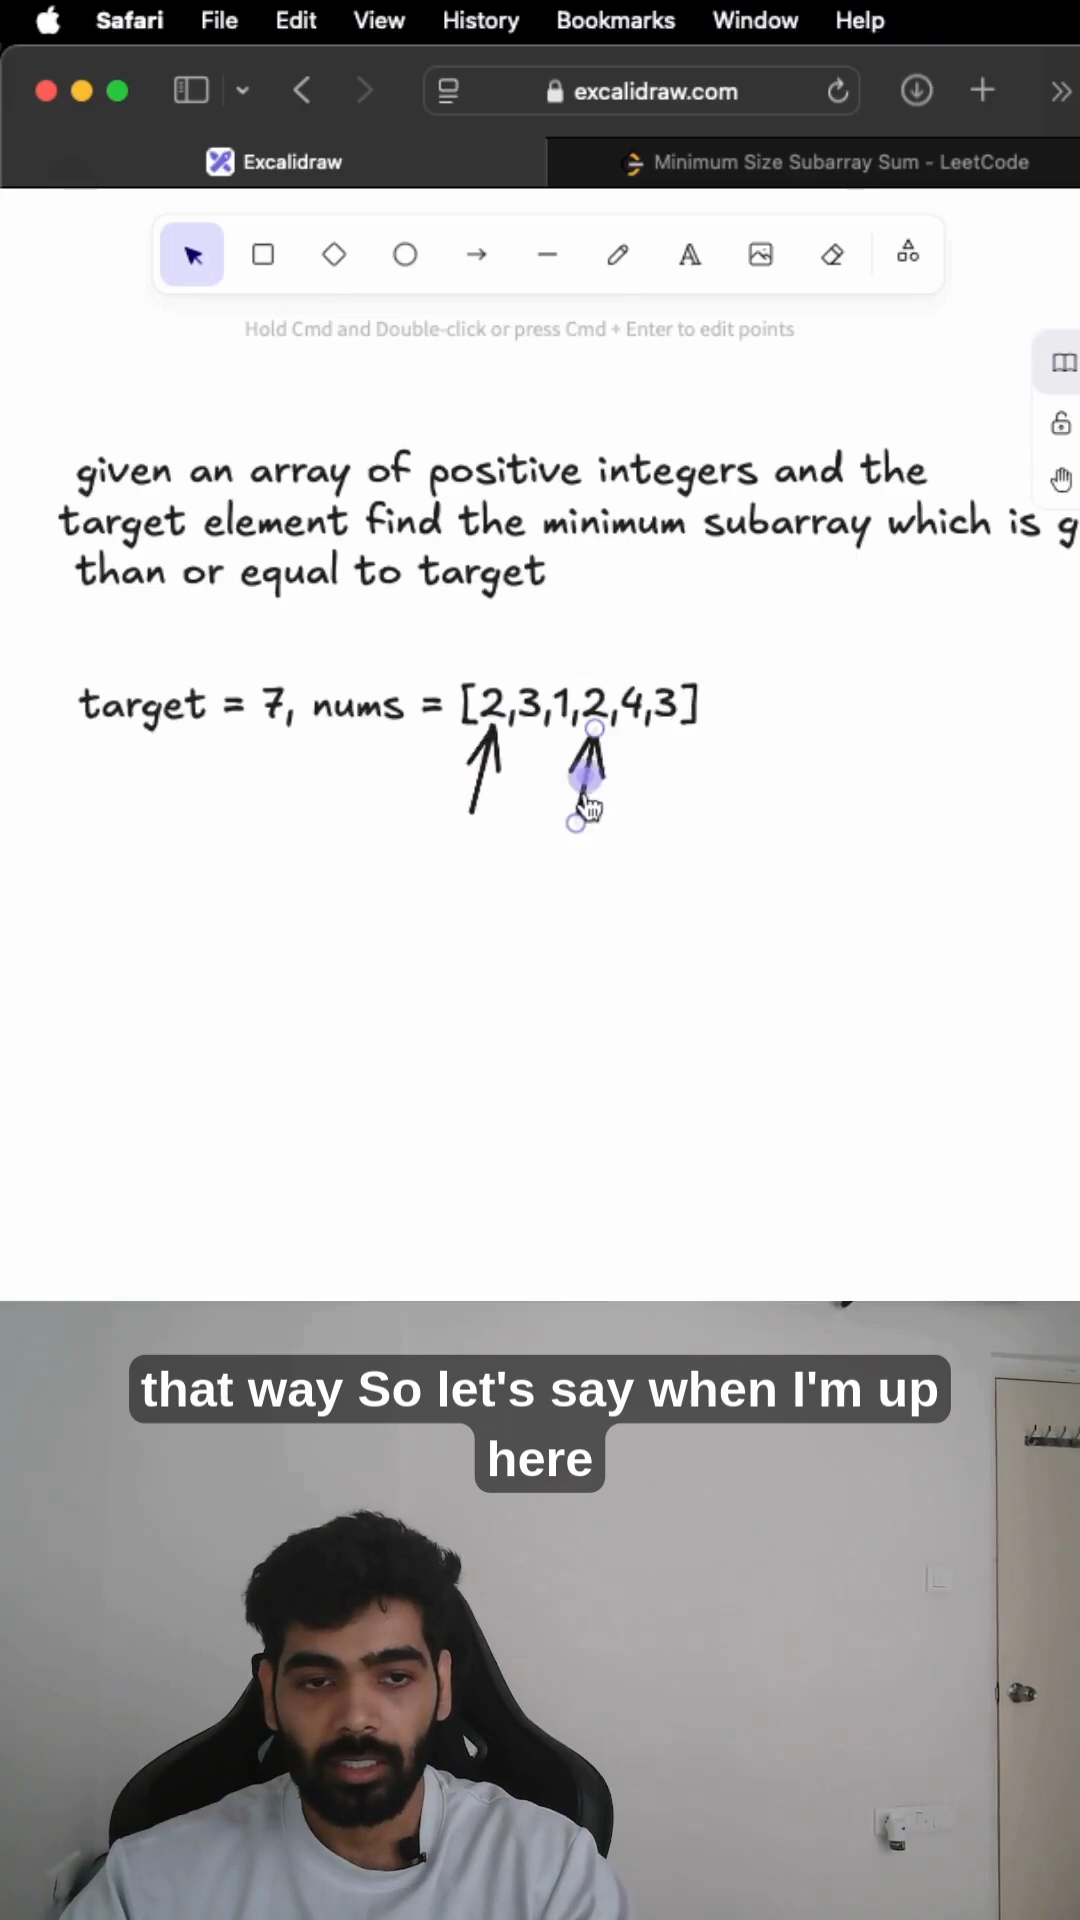 Safari File Edit View History Bookmarks Window Help
excalidraw.com
Excalidraw
Minimum Size Subarray Sum - LeetCode
Hold Cmd and Double-click or press Cmd + Enter to edit points
given an array of positive integers and the
target element find the minimum subarray which is g
than or equal to target
target = 7, nums = [2,3,1,2,4,3]
that way So let's say when I'm up
here